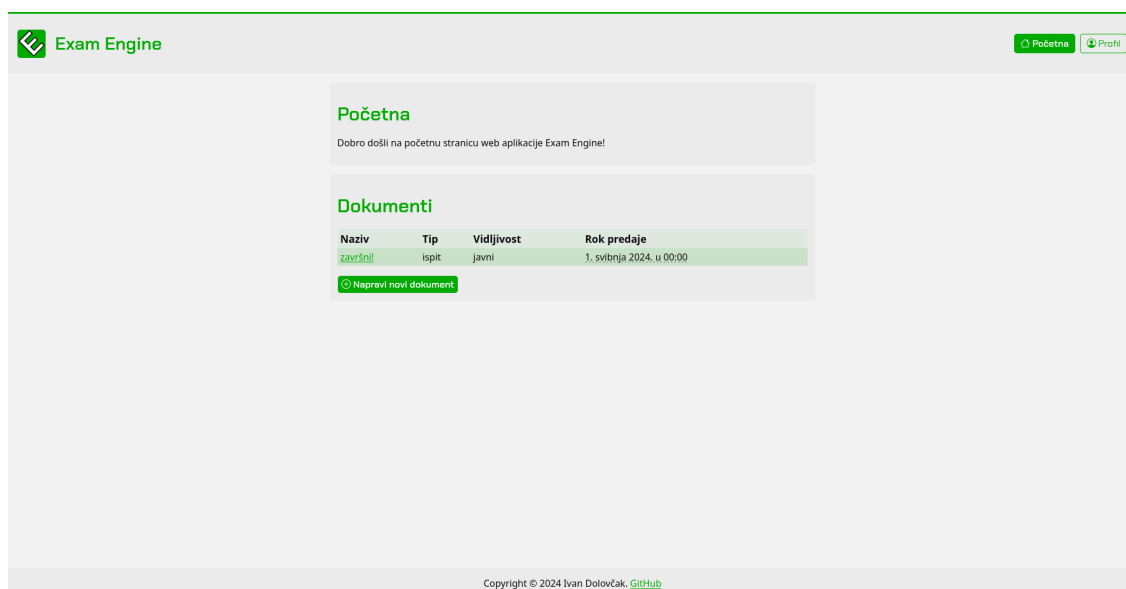 Exam Engine
Početna
Profil
Početna
Dobro došli na početnu stranicu web aplikacije Exam Engine!
Dokumenti
Naziv Tip Vidljivost Rok predaje
završni! ispit javni 1. svibnja 2024. u 00:00
Napravi novi dokument
Copyright © 2024 Ivan Dolovčak. GitHub